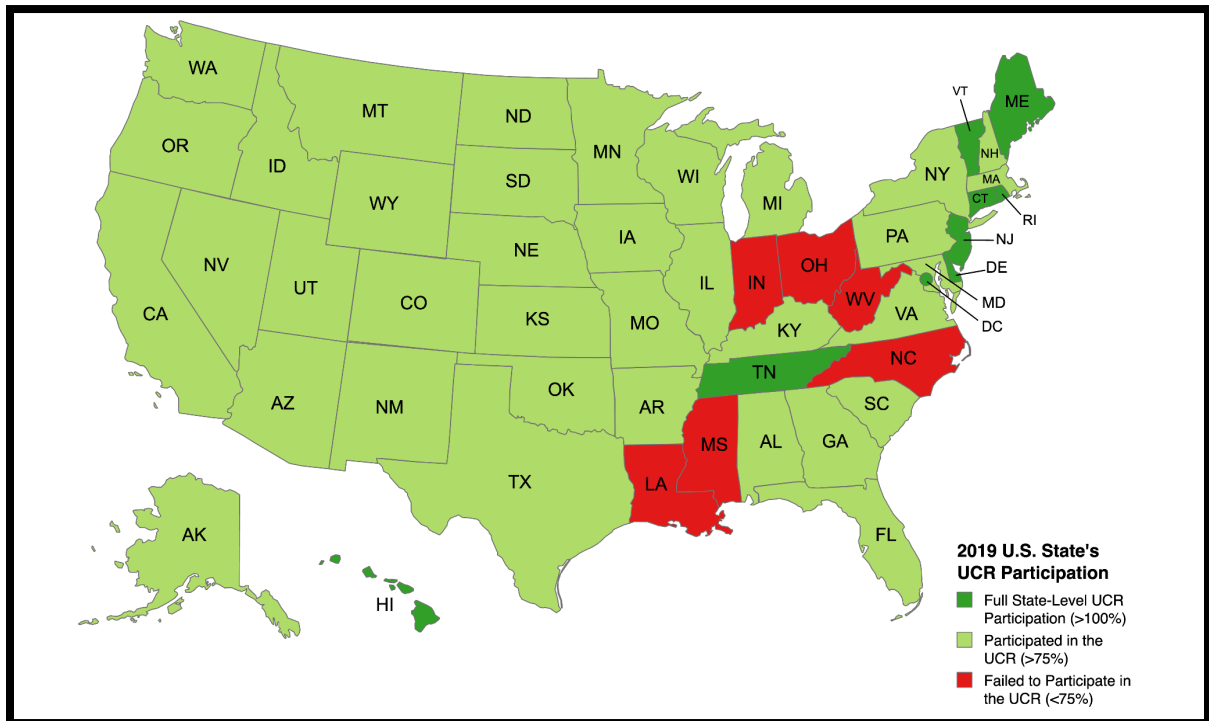 WA
MT
ND
MN
VT
ME
OR
ID
SD
WI
NH
NY
MA
WY
MI
CT
RI
NE
IA
PA
NJ
NV
OH
DE
UT
CO
IL
IN
WV
MD
CA
KS
MO
KY
VA
DC
TN
NC
AZ
NM
OK
AR
SC
MS
AL
GA
TX
LA
AK
FL
HI
2019 U.S. State's
UCR Participation
Full State-Level UCR
Participation (>100%)
Participated in the
UCR (>75%)
Failed to Participate in
the UCR (<75%)